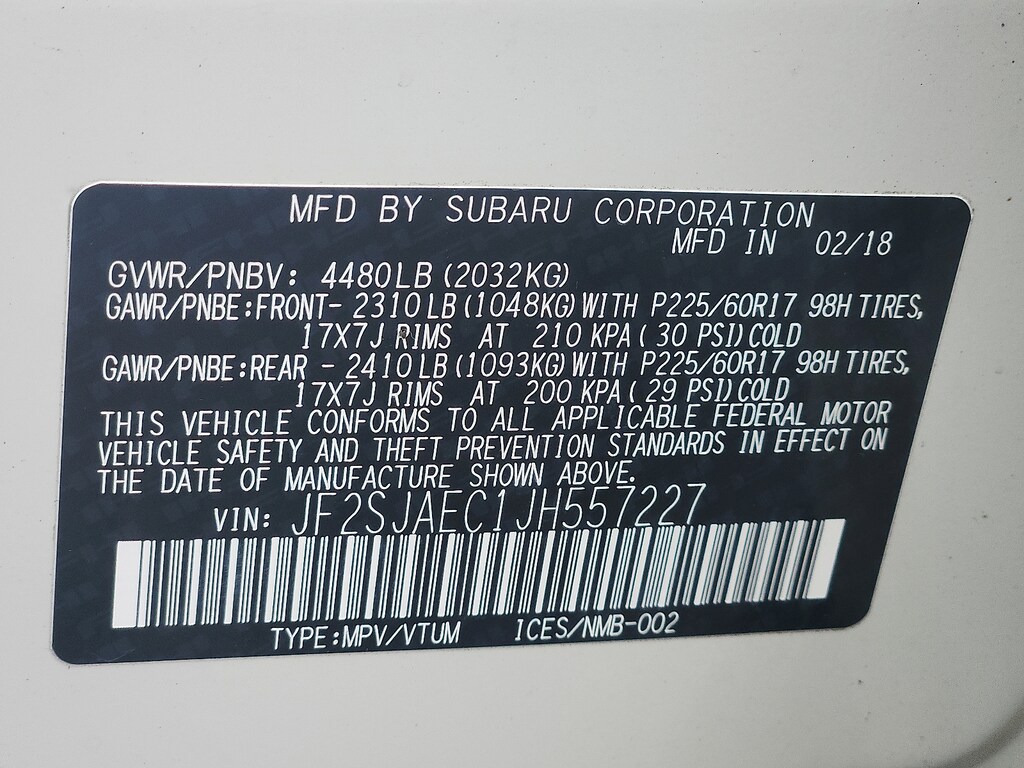 MFD BY SUBARU CORPORATION
MFD IN 02/18
GVWR/PNBV: 4480LB (2032KG)
GAWR/PNBE:FRONT- 2310LB (1048KG) WITH P225/60R17 98H TIRES,
17X7J RIMS AT 210 KPA( 30 PSI) COLD
GAWR/PNBE:REAR - 2410LB (1093KG) WITH P225/60R17 98H TIRES,
17X7J RIMS AT 200 KPA( 29 PSI) COLD
THIS VEHICLE CONFORMS TO ALL APPLICABLE FEDERAL MOTOR
VEHICLE SAFETY AND THEFT PREVENTION STANDARDS IN EFFECT ON
THE DATE OF MANUFACTURE SHOWN ABOVE.
VIN: JF2SJAEC1JH557227
TYPE:MPV/VTUM ICES/NMB-002